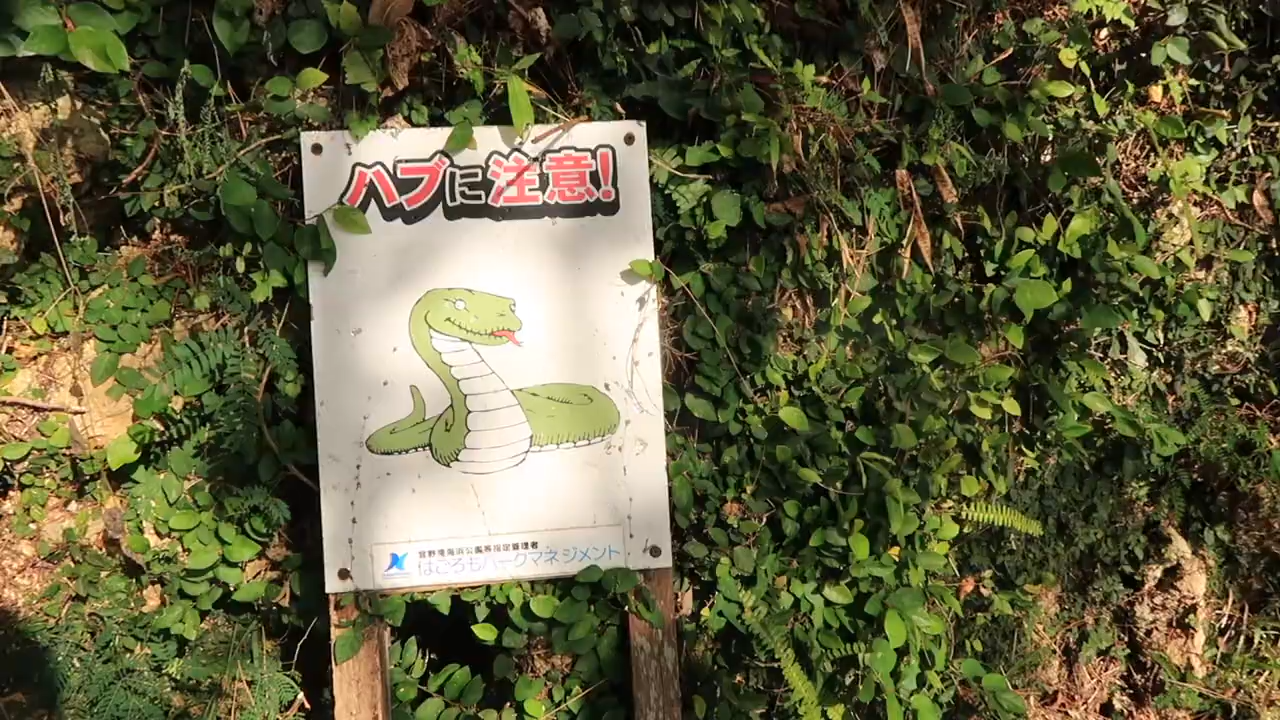 ハブに注意!
宜野湾海浜公園等指定管理者
はごろもパークマネジメント